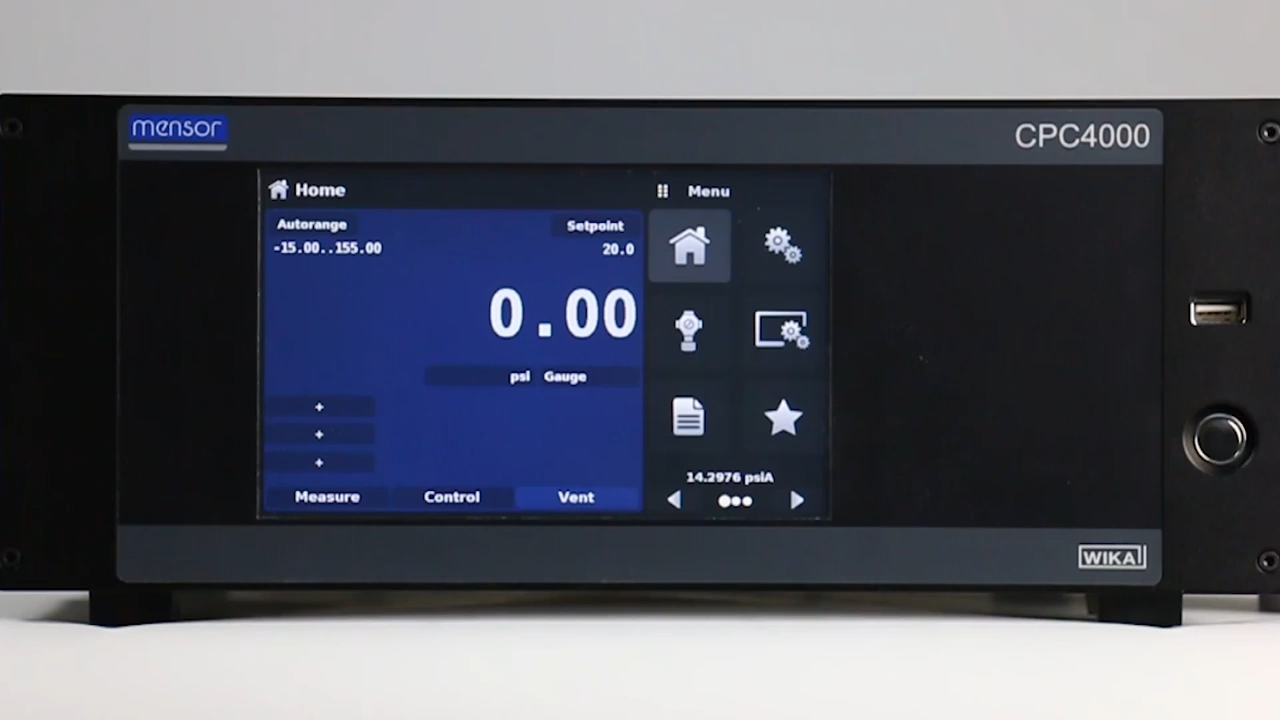 mensor
CPC4000
Home
Menu
Autorange
Setpoint
-15.00..155.00
20.0
0.00
psi Gauge
+
+
+
14.2976 psiA
Measure Control Vent
WIKA